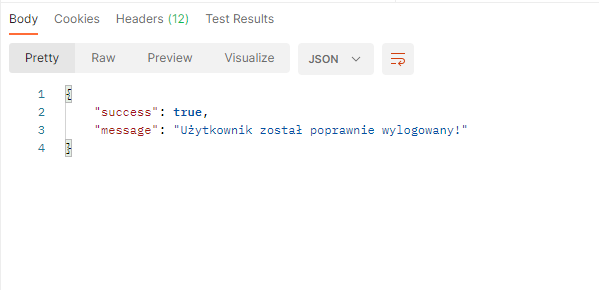 Body Cookies Headers (12) Test Results
Pretty Raw Preview Visualize JSON
1 {
2 "success": true,
3 "message": "Użytkownik został poprawnie wylogowany!"
4 }